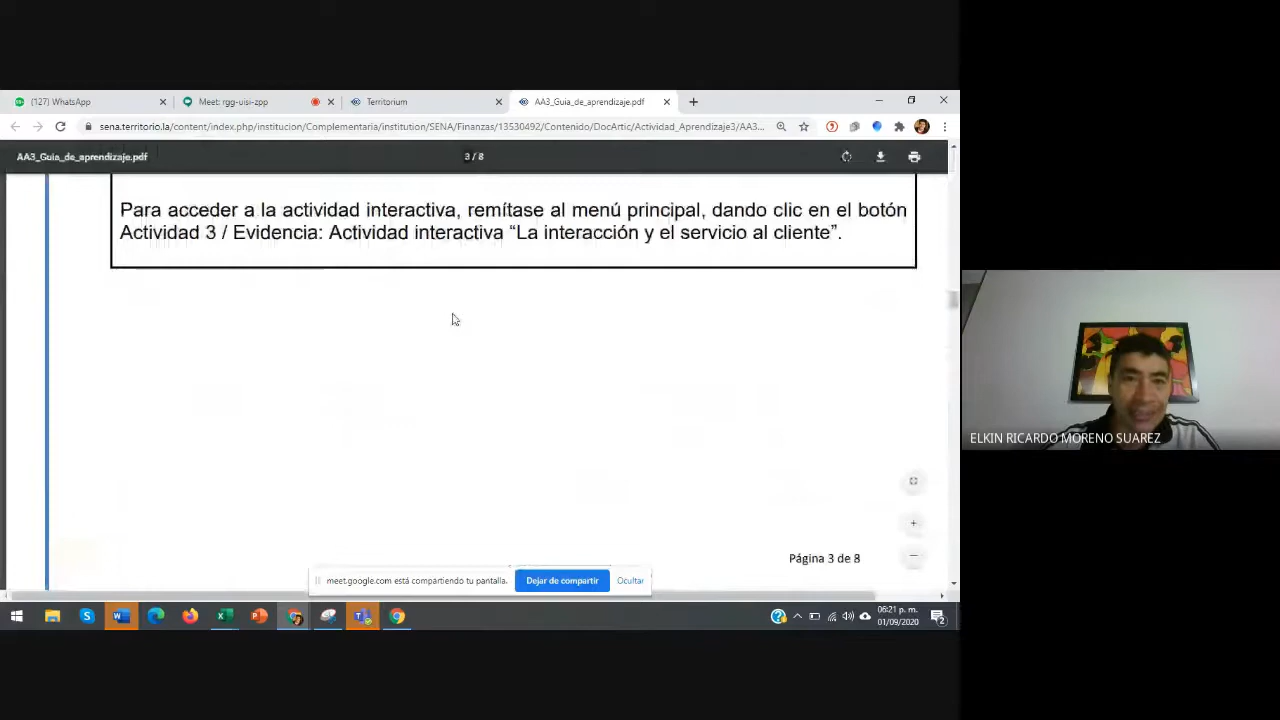 (127) WhatsApp
Meet: rgg-uisi-zpp
Territorium
AA3_Guia_de_aprendizaje.pdf
sena.territorio.la/content/index.php/institucion/Complementaria/institution/SENA/Finanzas/13530492/Contenido/DocArtic/Actividad_Aprendizaje3/AA3...
AA3_Guia_de_aprendizaje.pdf
3 / 8
Para acceder a la actividad interactiva, remítase al menú principal, dando clic en el botón
Actividad 3 / Evidencia: Actividad interactiva “La interacción y el servicio al cliente”.
ELKIN RICARDO MORENO SUAREZ
Página 3 de 8
meet.google.com está compartiendo tu pantalla.
Dejar de compartir
Ocultar
06:21 p. m.
01/09/2020
2